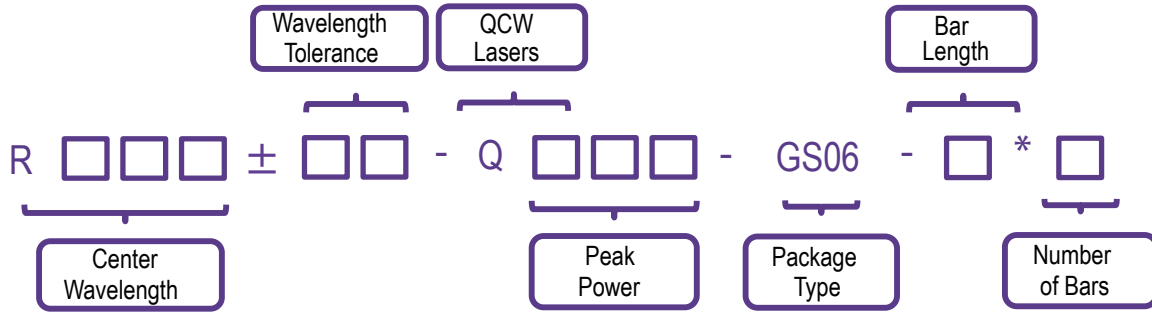 Wavelength
Tolerance
QCW
Lasers
Bar
Length
R □□□ ± □□ - Q □□□ - GS06 - □ * □
Center
Wavelength
Peak
Power
Package
Type
Number
of Bars